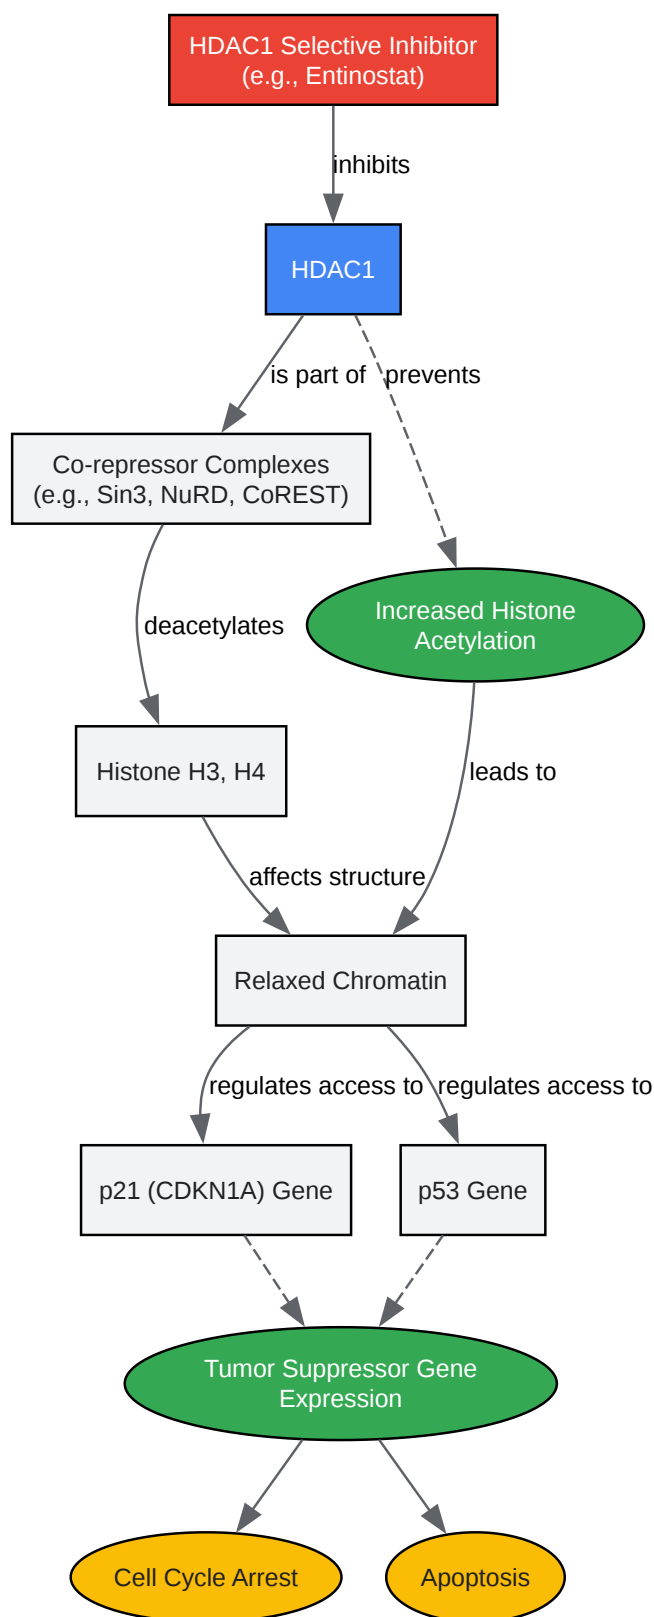 HDAC1 Selective Inhibitor
(e.g., Entinostat)
inhibits
HDAC1
is part of
prevents
Co-repressor Complexes
(e.g., Sin3, NuRD, CoREST)
Increased Histone
Acetylation
deacetylates
Histone H3, H4
leads to
affects structure
Relaxed Chromatin
regulates access to
regulates access to
p21 (CDKN1A) Gene
p53 Gene
Tumor Suppressor Gene
Expression
Cell Cycle Arrest
Apoptosis